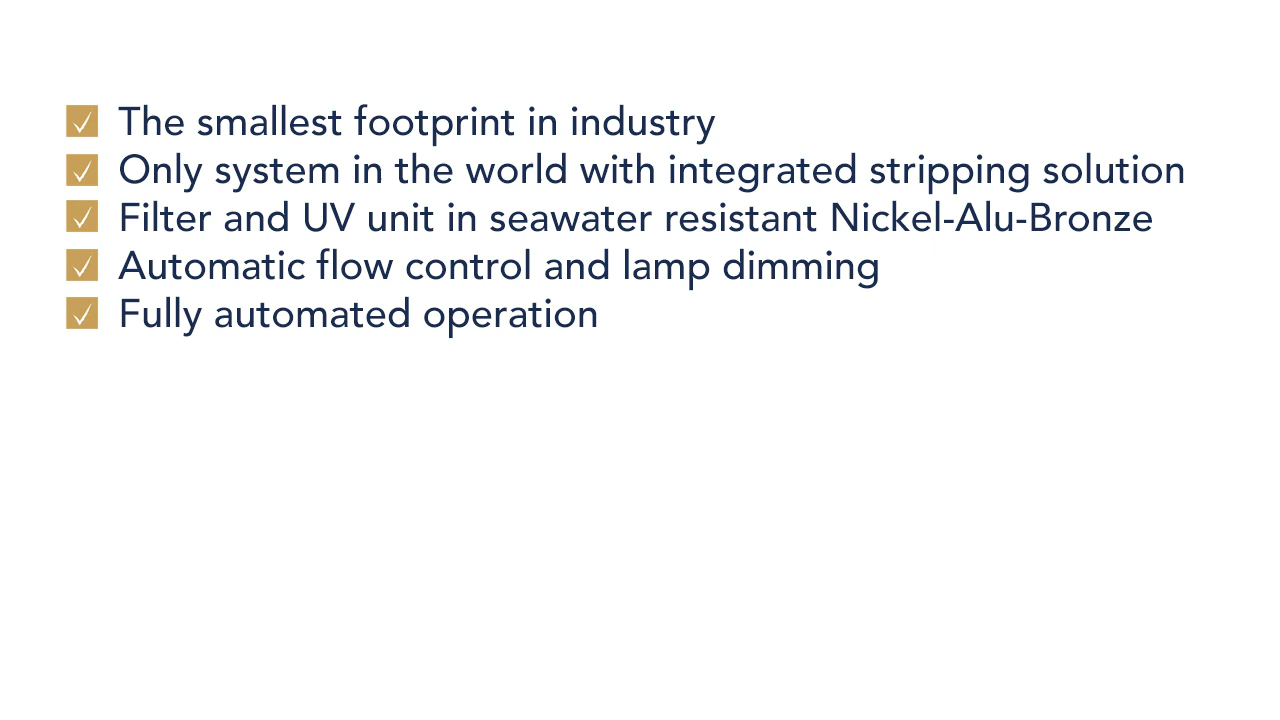 The smallest footprint in industry
Only system in the world with integrated stripping solution
Filter and UV unit in seawater resistant Nickel-Alu-Bronze
Automatic flow control and lamp dimming
Fully automated operation